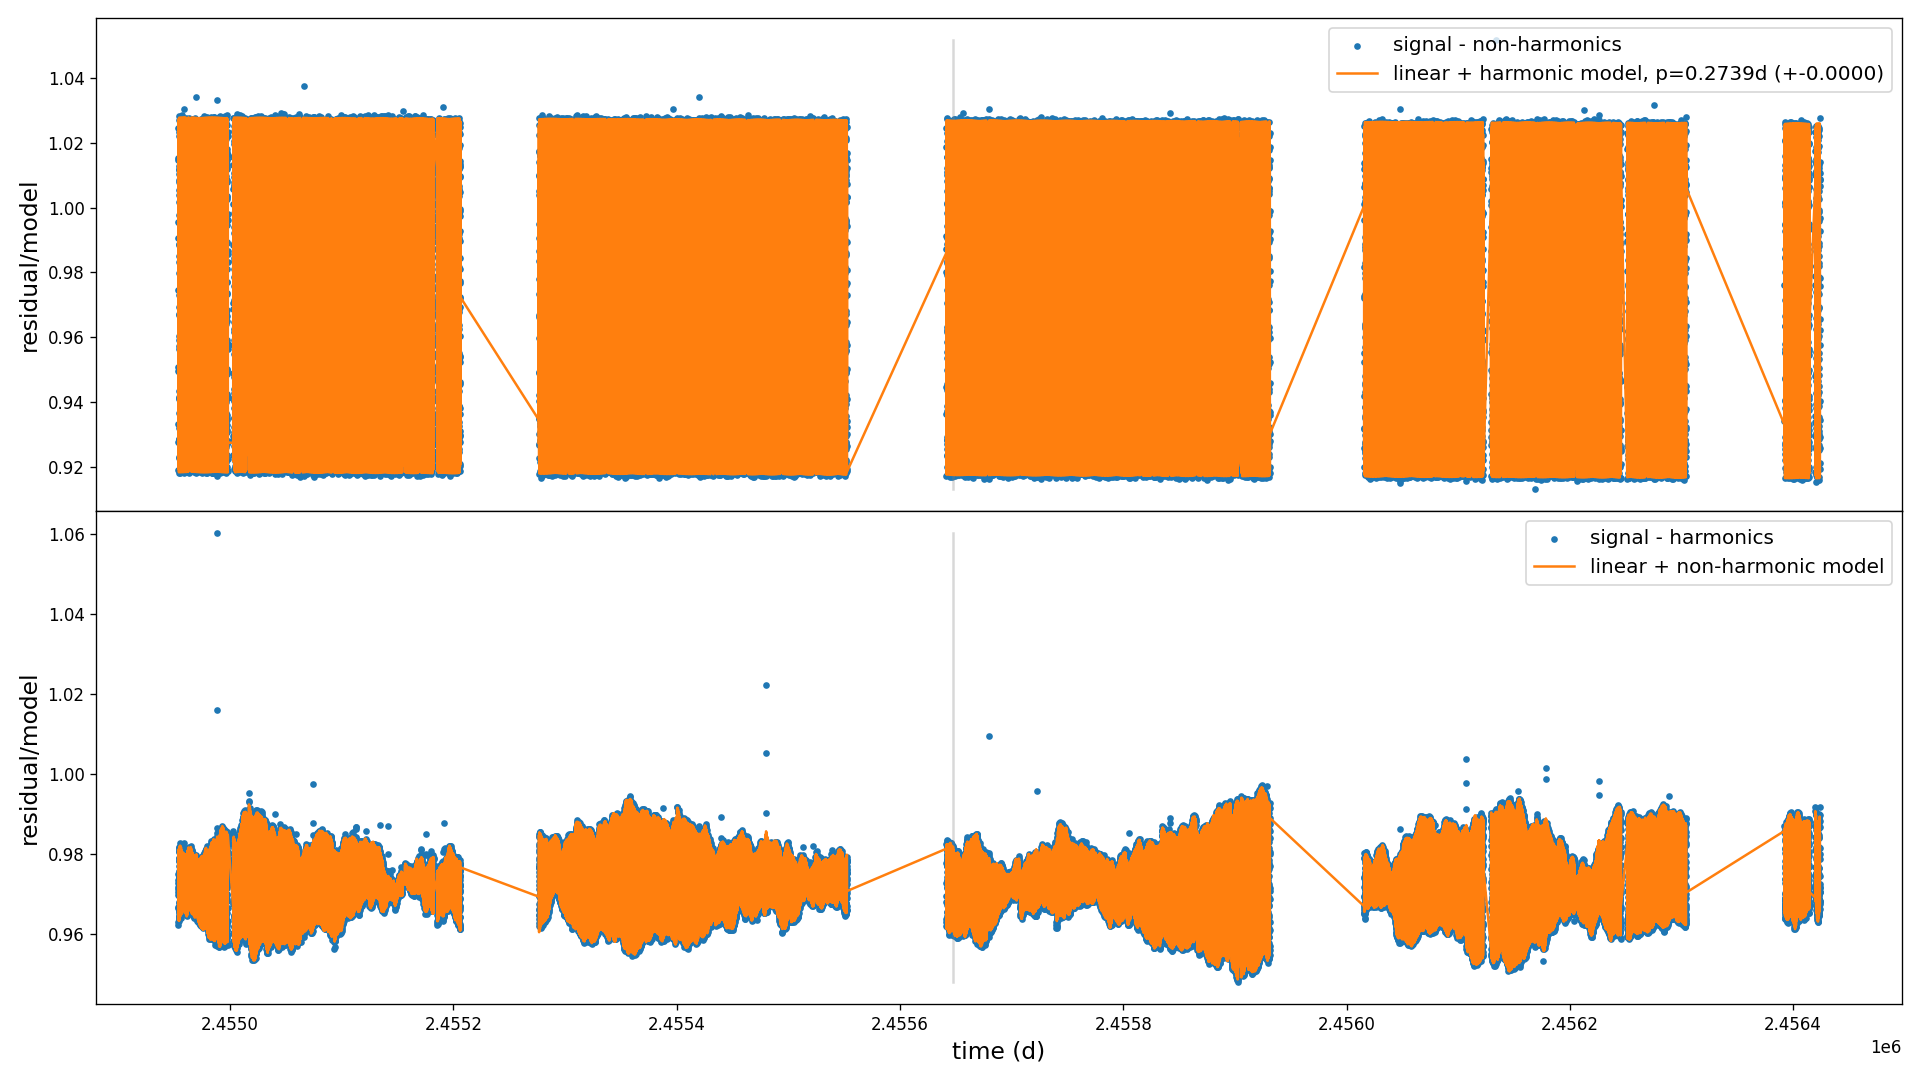 signal - non-harmonics
linear + harmonic model, p=0.2739d (+-0.0000)
residual/model
1.04
1.02
1.00
0.98
0.96
0.94
0.92
signal - harmonics
linear + non-harmonic model
residual/model
1.06
1.04
1.02
1.00
0.98
0.96
2.4550 2.4552 2.4554 2.4556 2.4558 2.4560 2.4562 2.4564
time (d)
1e6